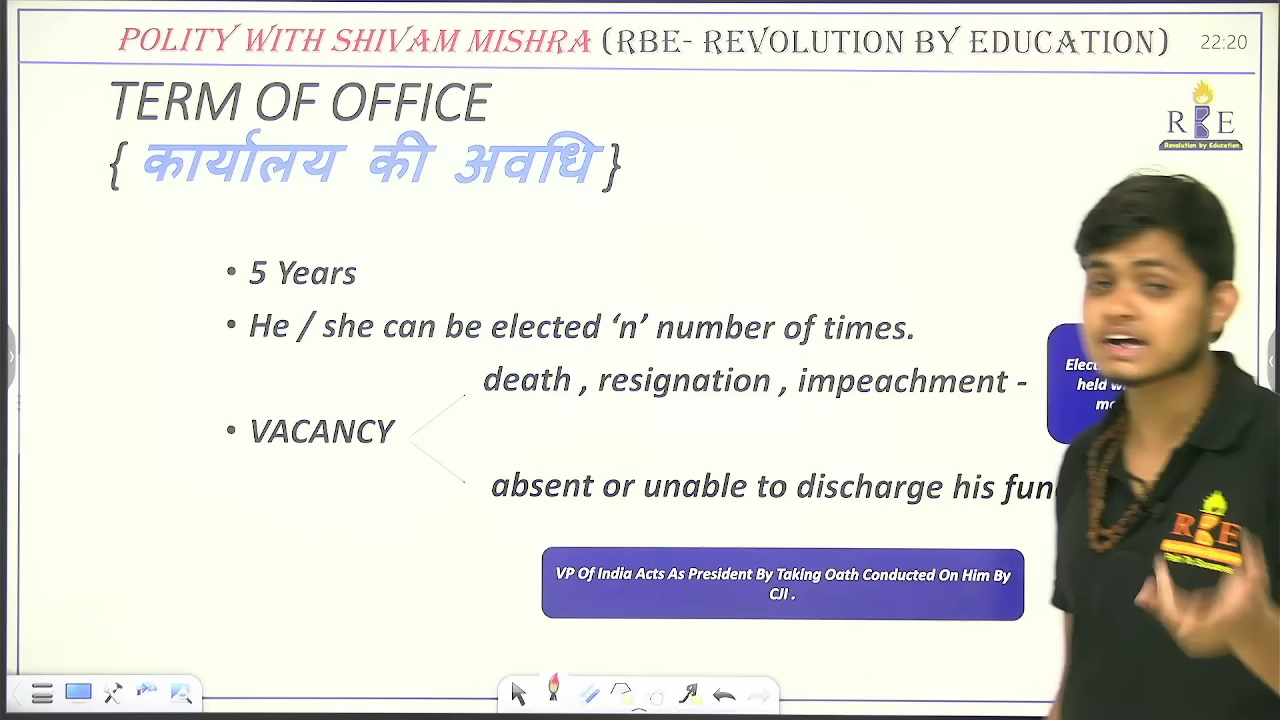 POLITY WITH SHIVAM MISHRA (RBE- REVOLUTION BY EDUCATION) 22:20
TERM OF OFFICE
{ कार्यालय की अवधि }
RBE
Revolution by Education
• 5 Years
• He / she can be elected ‘n’ number of times.
death , resignation , impeachment -
held
• VACANCY
absent or unable to discharge his
VP Of India Acts As President By Taking Oath Conducted On Him By
CJI .
RBE